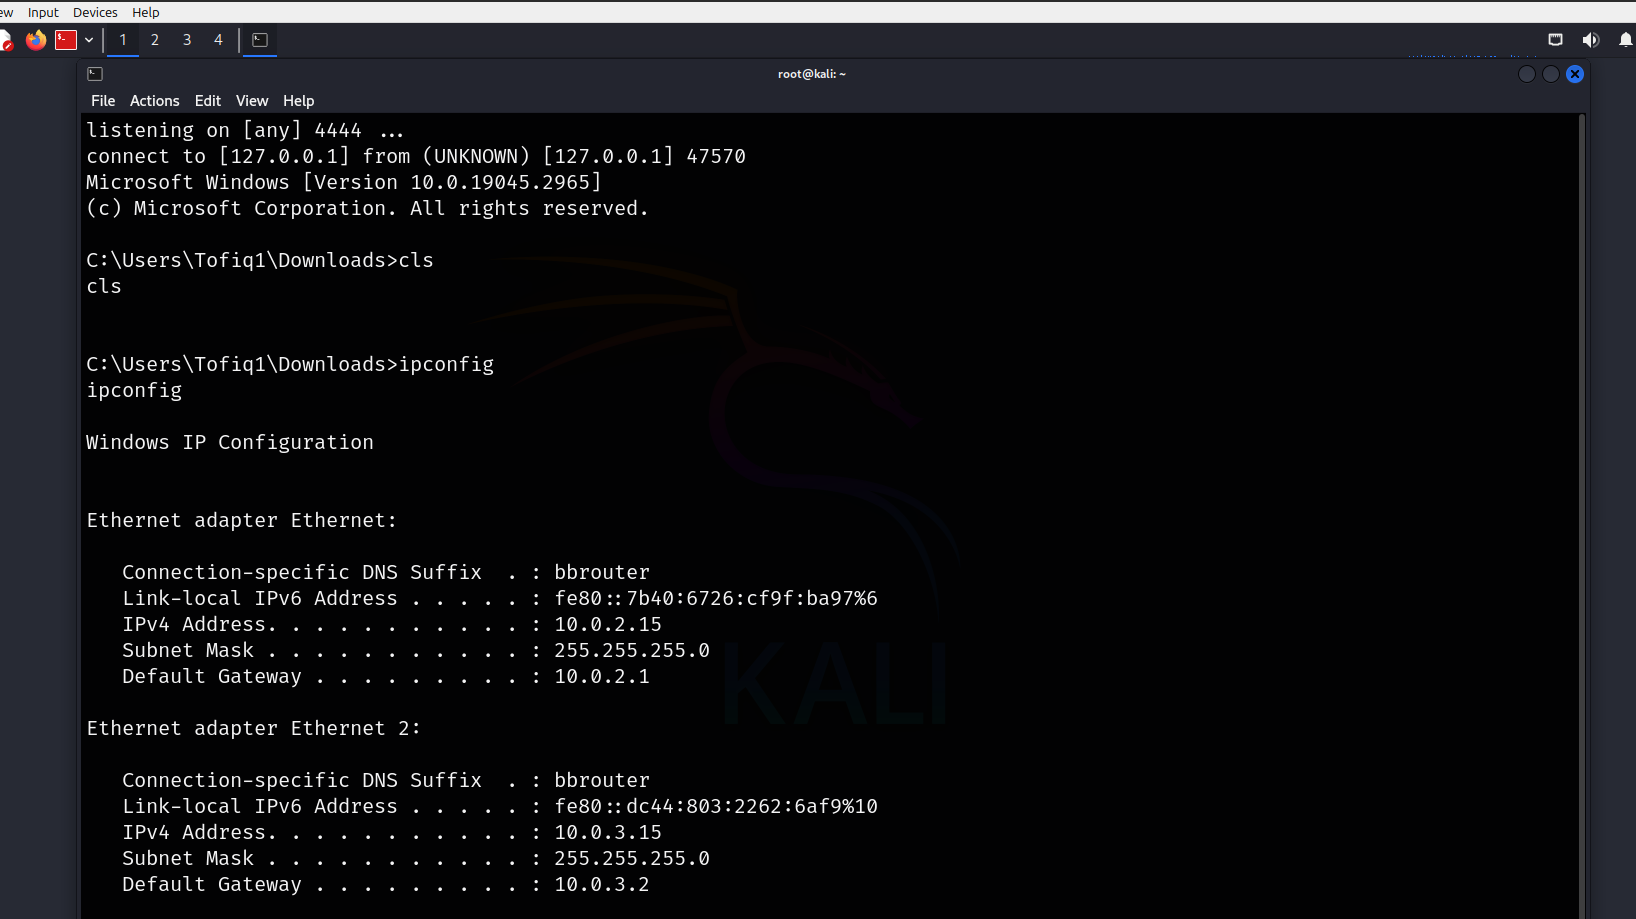 ew Input Devices Help
1 2 3 4
root@kali: ~
File Actions Edit View Help
listening on [any] 4444 ...
connect to [127.0.0.1] from (UNKNOWN) [127.0.0.1] 47570
Microsoft Windows [Version 10.0.19045.2965]
(c) Microsoft Corporation. All rights reserved.
C:\Users\Tofiq1\Downloads>cls
cls
C:\Users\Tofiq1\Downloads>ipconfig
ipconfig
Windows IP Configuration
Ethernet adapter Ethernet:
Connection-specific DNS Suffix  . : bbrouter
Link-local IPv6 Address . . . . . : fe80::7b40:6726:cf9f:ba97%6
IPv4 Address. . . . . . . . . . . : 10.0.2.15
Subnet Mask . . . . . . . . . . . : 255.255.255.0
Default Gateway . . . . . . . . . : 10.0.2.1
KALI
Ethernet adapter Ethernet 2:
Connection-specific DNS Suffix  . : bbrouter
Link-local IPv6 Address . . . . . : fe80::dc44:803:2262:6af9%10
IPv4 Address. . . . . . . . . . . : 10.0.3.15
Subnet Mask . . . . . . . . . . . : 255.255.255.0
Default Gateway . . . . . . . . . : 10.0.3.2